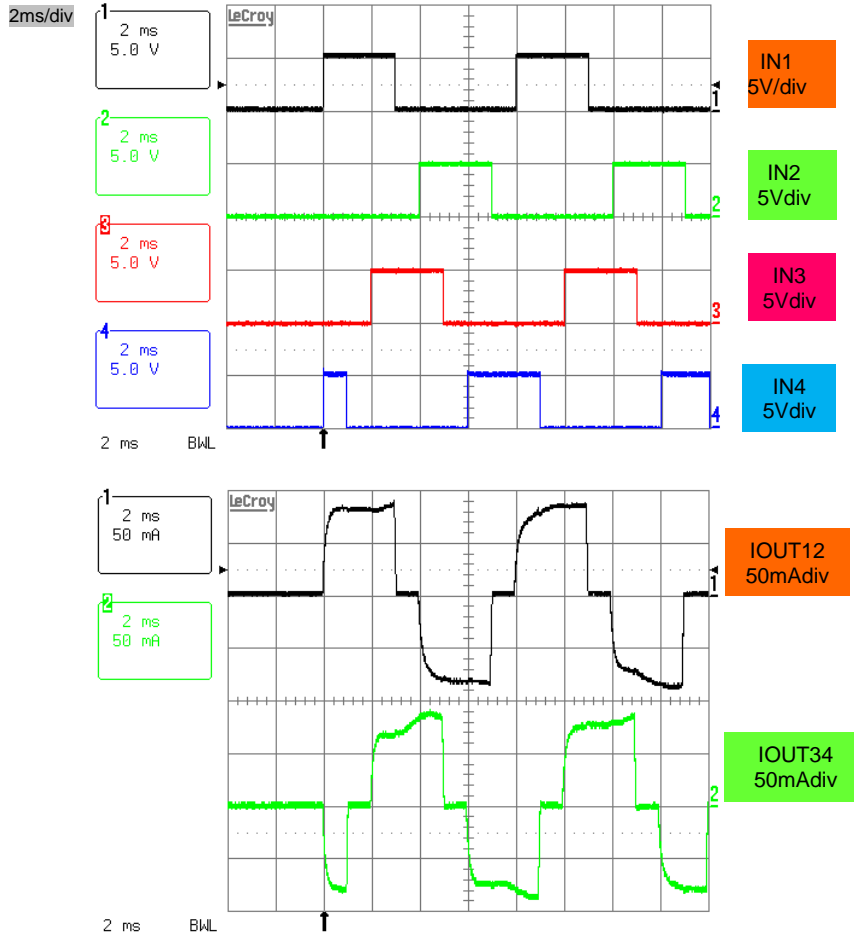 2ms/div
1
2 ms
5.0 V
LeCroy
1
IN1
5V/div
2
2 ms
5.0 V
2
IN2
5Vdiv
3
2 ms
5.0 V
3
IN3
5Vdiv
4
2 ms
5.0 V
4
IN4
5Vdiv
2 ms BWL
1
2 ms
50 mA
LeCroy
1
IOUT12
50mAdiv
2
2 ms
50 mA
2
IOUT34
50mAdiv
2 ms BWL